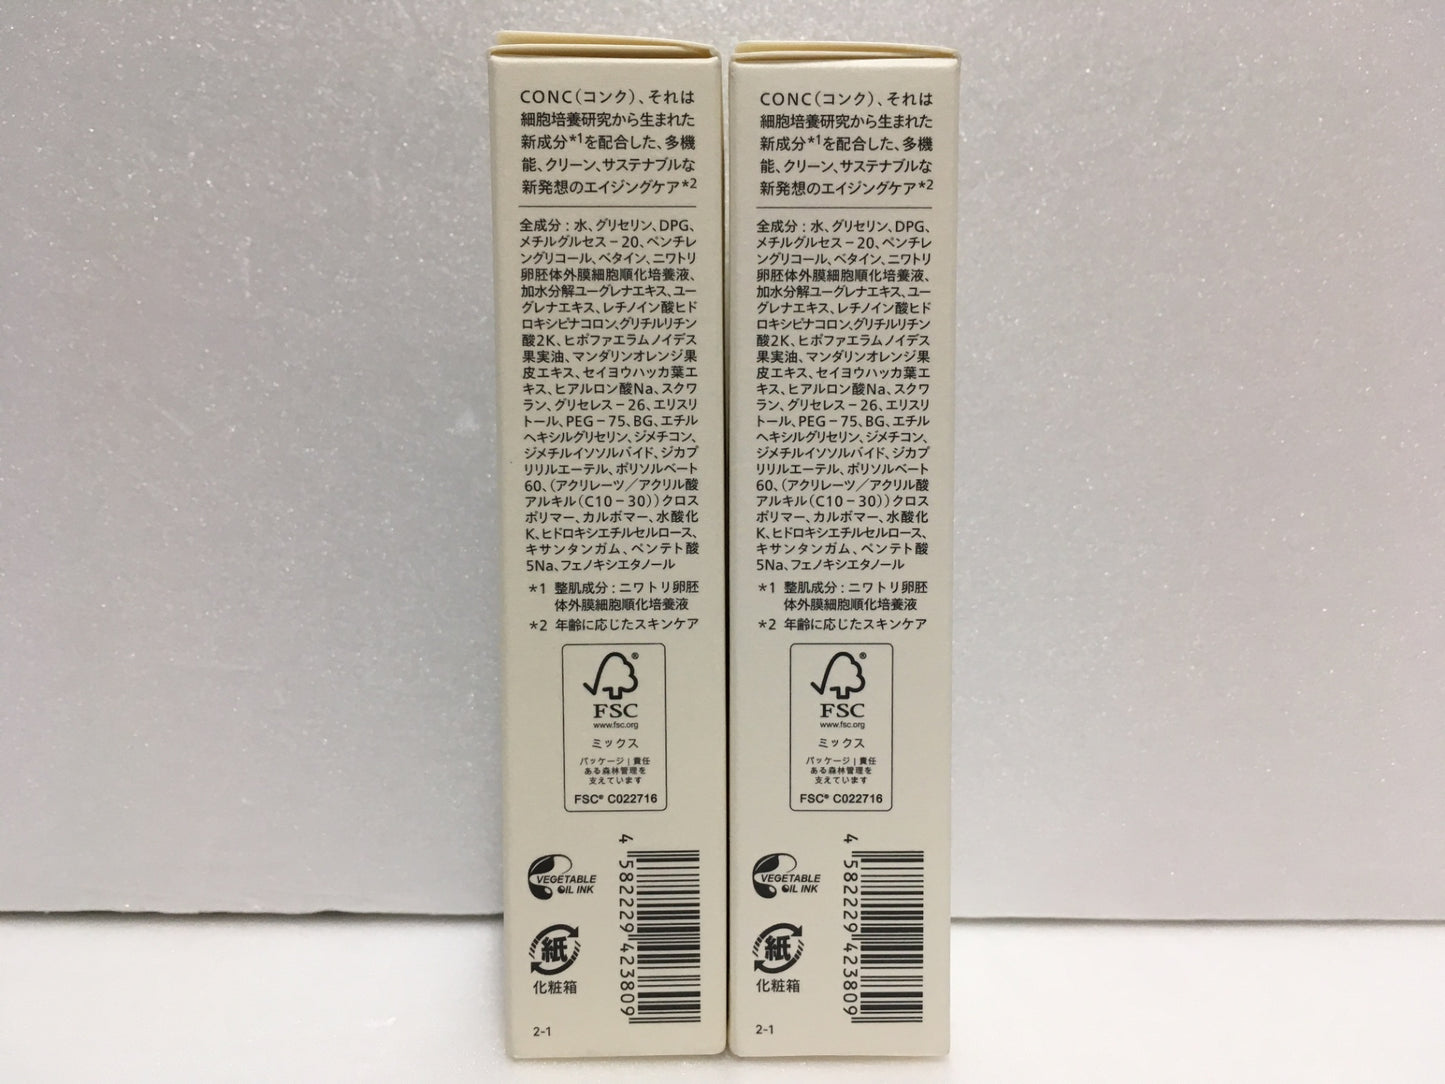 CONC（コンク）、それは
細胞培養研究から生まれた
新成分*1を配合した、多機
能、クリーン、サステナブルな
新発想のエイジングケア*2
全成分：水、グリセリン、DPG、
メチルグルセス－20、ペンチレ
ングリコール、ベタイン、ニワトリ
卵胚体外膜細胞順化培養液、
加水分解ユーグレナエキス、ユー
グレナエキス、レチノイン酸ヒド
ロキシピナコロン、グリチルリチン
酸2K、ヒポファエラムノイデス
果実油、マンダリンオレンジ果
皮エキス、セイヨウハッカ葉エ
キス、ヒアルロン酸Na、スクワ
ラン、グリセレス－26、エリスリ
トール、PEG－75、BG、エチル
ヘキシルグリセリン、ジメチコン、
ジメチルイソソルバイド、ジカプ
リリルエーテル、ポリソルベート
60、（アクリレーツ／アクリル酸
アルキル（C10－30））クロス
ポリマー、カルボマー、水酸化
K、ヒドロキシエチルセルロース、
キサンタンガム、ペンテト酸
5Na、フェノキシエタノール
*1 整肌成分：ニワトリ卵胚
体外膜細胞順化培養液
*2 年齢に応じたスキンケア
®
FSC
www.fsc.org
ミックス
パッケージ｜責任
ある森林管理を
支えています
FSC® C022716
VEGETABLE
OIL INK
紙
化粧箱
4 582229 423809
2-1
CONC（コンク）、それは
細胞培養研究から生まれた
新成分*1を配合した、多機
能、クリーン、サステナブルな
新発想のエイジングケア*2
全成分：水、グリセリン、DPG、
メチルグルセス－20、ペンチレ
ングリコール、ベタイン、ニワトリ
卵胚体外膜細胞順化培養液、
加水分解ユーグレナエキス、ユー
グレナエキス、レチノイン酸ヒド
ロキシピナコロン、グリチルリチン
酸2K、ヒポファエラムノイデス
果実油、マンダリンオレンジ果
皮エキス、セイヨウハッカ葉エ
キス、ヒアルロン酸Na、スクワ
ラン、グリセレス－26、エリスリ
トール、PEG－75、BG、エチル
ヘキシルグリセリン、ジメチコン、
ジメチルイソソルバイド、ジカプ
リリルエーテル、ポリソルベート
60、（アクリレーツ／アクリル酸
アルキル（C10－30））クロス
ポリマー、カルボマー、水酸化
K、ヒドロキシエチルセルロース、
キサンタンガム、ペンテト酸
5Na、フェノキシエタノール
*1 整肌成分：ニワトリ卵胚
体外膜細胞順化培養液
*2 年齢に応じたスキンケア
®
FSC
www.fsc.org
ミックス
パッケージ｜責任
ある森林管理を
支えています
FSC® C022716
VEGETABLE
OIL INK
紙
化粧箱
4 582229 423809
2-1